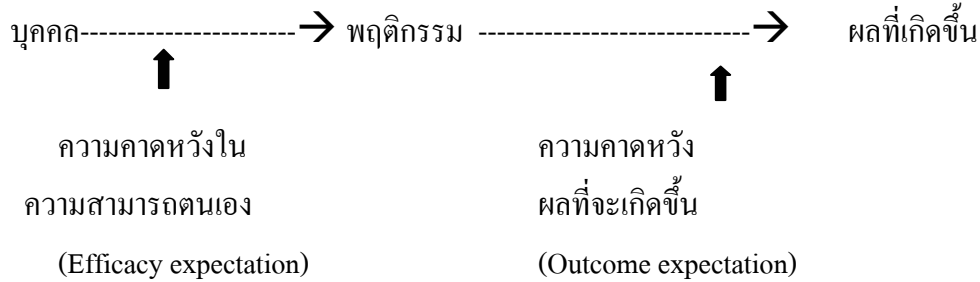 บุคคล-----------------------→ พฤติกรรม -----------------------------→ ผลที่เกิดขึ้น
ความคาดหวังใน ความคาดหวัง
ความสามารถตนเอง ผลที่จะเกิดขึ้น
(Efficacy expectation) (Outcome expectation)